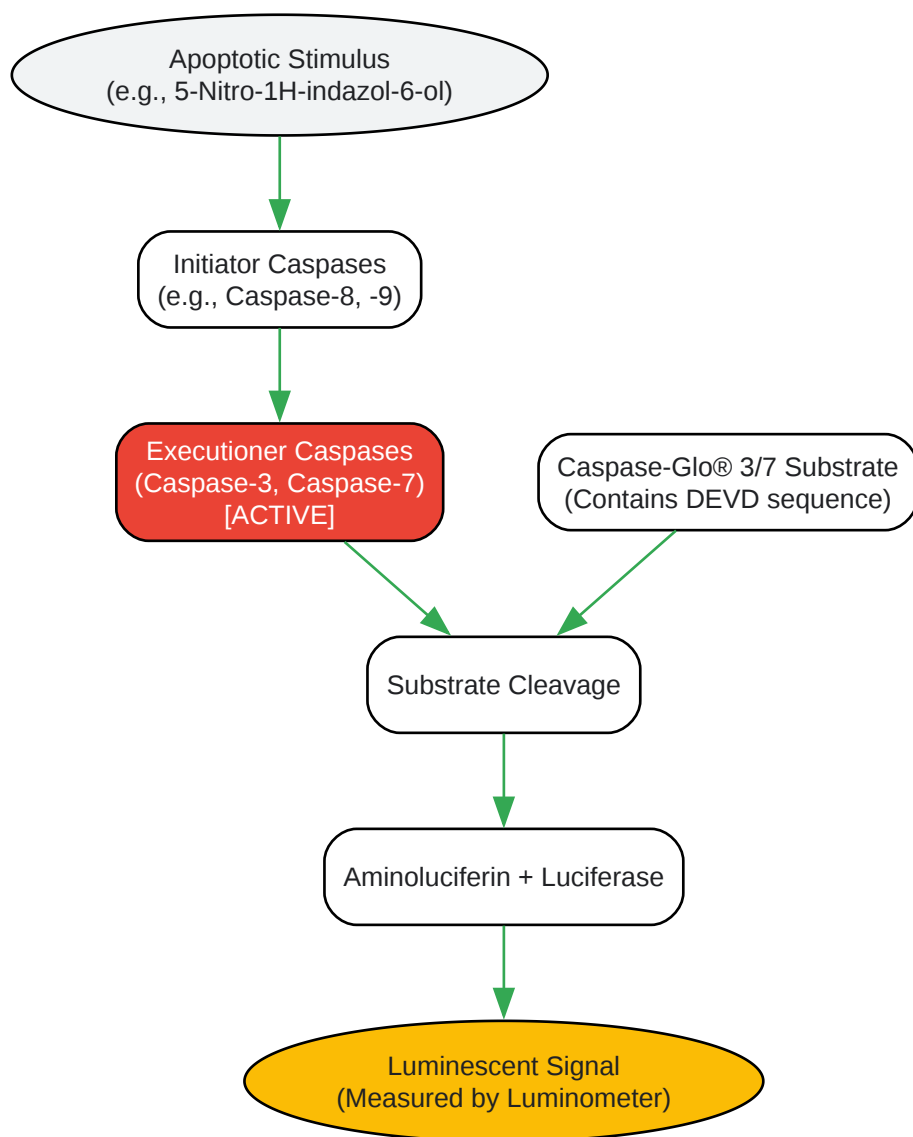 Apoptotic Stimulus
(e.g., 5-Nitro-1H-indazol-6-ol)
Initiator Caspases
(e.g., Caspase-8, -9)
Executioner Caspases
(Caspase-3, Caspase-7)
[ACTIVE]
Caspase-Glo® 3/7 Substrate
(Contains DEVD sequence)
Substrate Cleavage
Aminoluciferin + Luciferase
Luminescent Signal
(Measured by Luminometer)